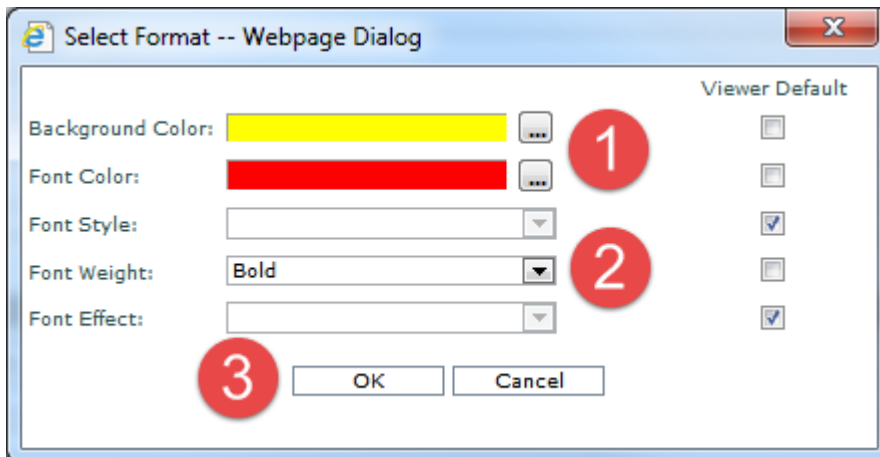 Select Format -- Webpage Dialog
X
Viewer Default
Background Color: ...
1
Font Color: ...
Font Style:
Font Weight: Bold
2
Font Effect:
3
OK Cancel